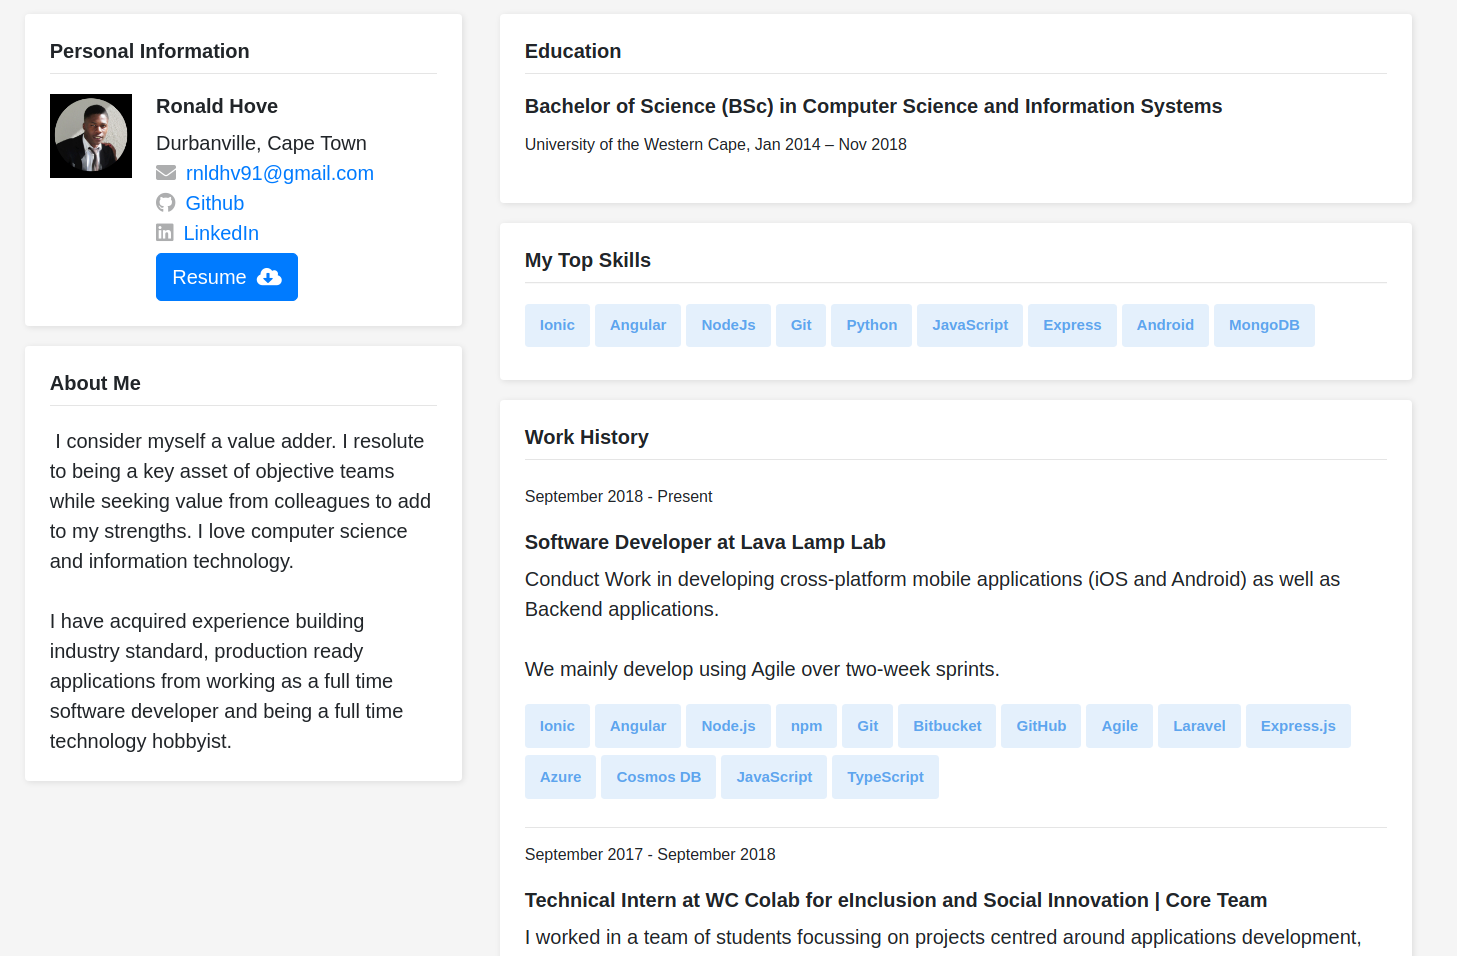 Personal Information
Ronald Hove
Durbanville, Cape Town
rnldhv91@gmail.com
Github
LinkedIn
Resume
About Me
I consider myself a value adder. I resolute
to being a key asset of objective teams
while seeking value from colleagues to add
to my strengths. I love computer science
and information technology.
I have acquired experience building
industry standard, production ready
applications from working as a full time
software developer and being a full time
technology hobbyist.
Education
Bachelor of Science (BSc) in Computer Science and Information Systems
University of the Western Cape, Jan 2014 – Nov 2018
My Top Skills
Ionic Angular NodeJs Git Python JavaScript Express Android MongoDB
Work History
September 2018 - Present
Software Developer at Lava Lamp Lab
Conduct Work in developing cross-platform mobile applications (iOS and Android) as well as
Backend applications.
We mainly develop using Agile over two-week sprints.
Ionic Angular Node.js npm Git Bitbucket GitHub Agile Laravel Express.js
Azure Cosmos DB JavaScript TypeScript
September 2017 - September 2018
Technical Intern at WC Colab for eInclusion and Social Innovation | Core Team
I worked in a team of students focussing on projects centred around applications development,